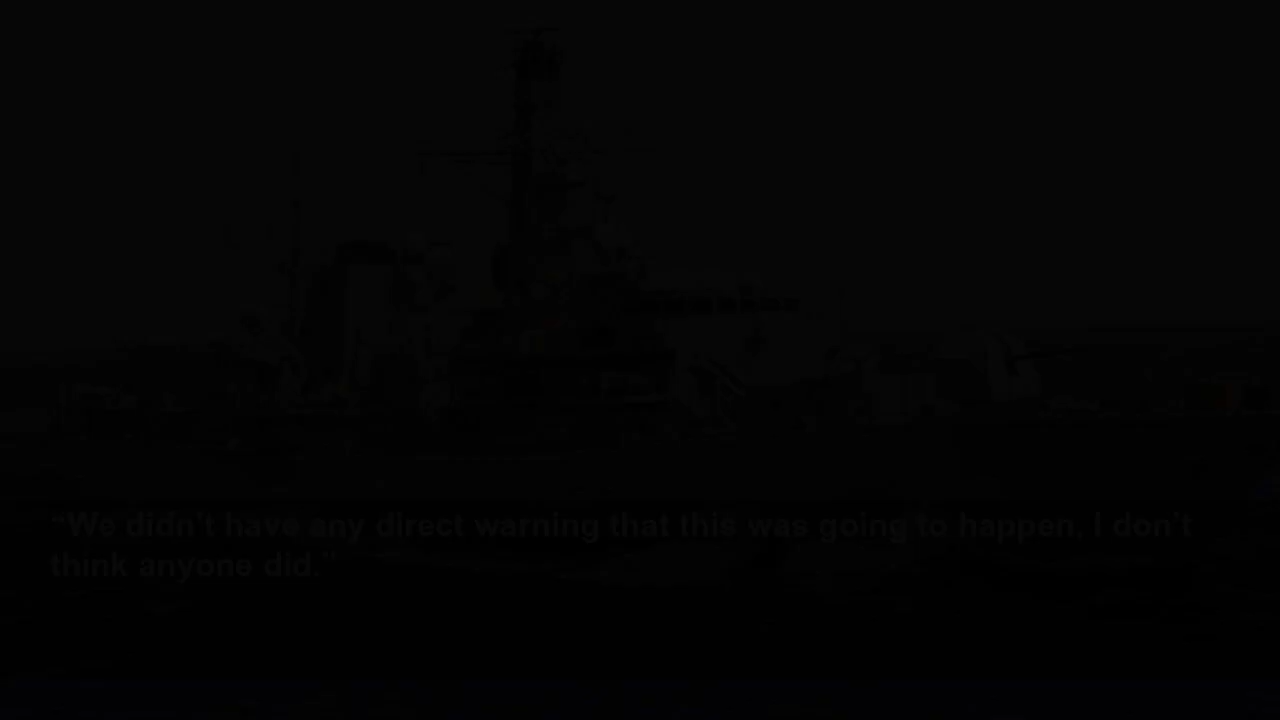 “We didn’t have any direct warning that this was going to happen, I don’t
think anyone did.”